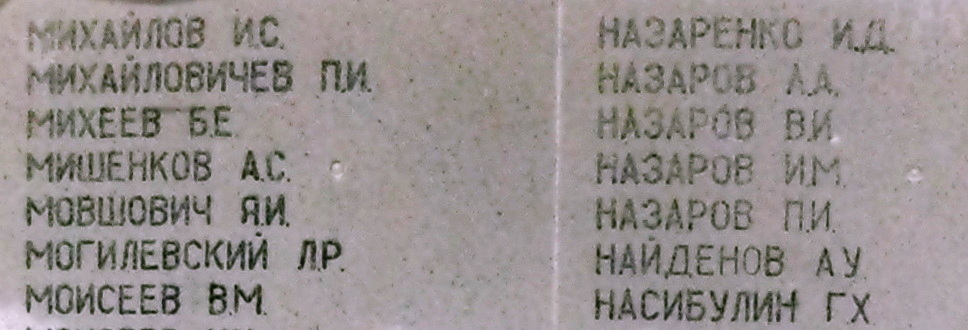 МИХАЙЛОВ И.С.
МИХАЙЛОВИЧЕВ П.И.
МИХЕЕВ Б.Е.
МИШЕНКОВ А.С.
МОВШОВИЧ Я.И.
МОГИЛЕВСКИЙ Л.Р.
МОИСЕЕВ В.М.
НАЗАРЕНКО И.Д.
НАЗАРОВ А.А.
НАЗАРОВ В.И.
НАЗАРОВ И.М.
НАЗАРОВ П.И.
НАЙДЕНОВ А.У.
НАСИБУЛИН Г.Х.